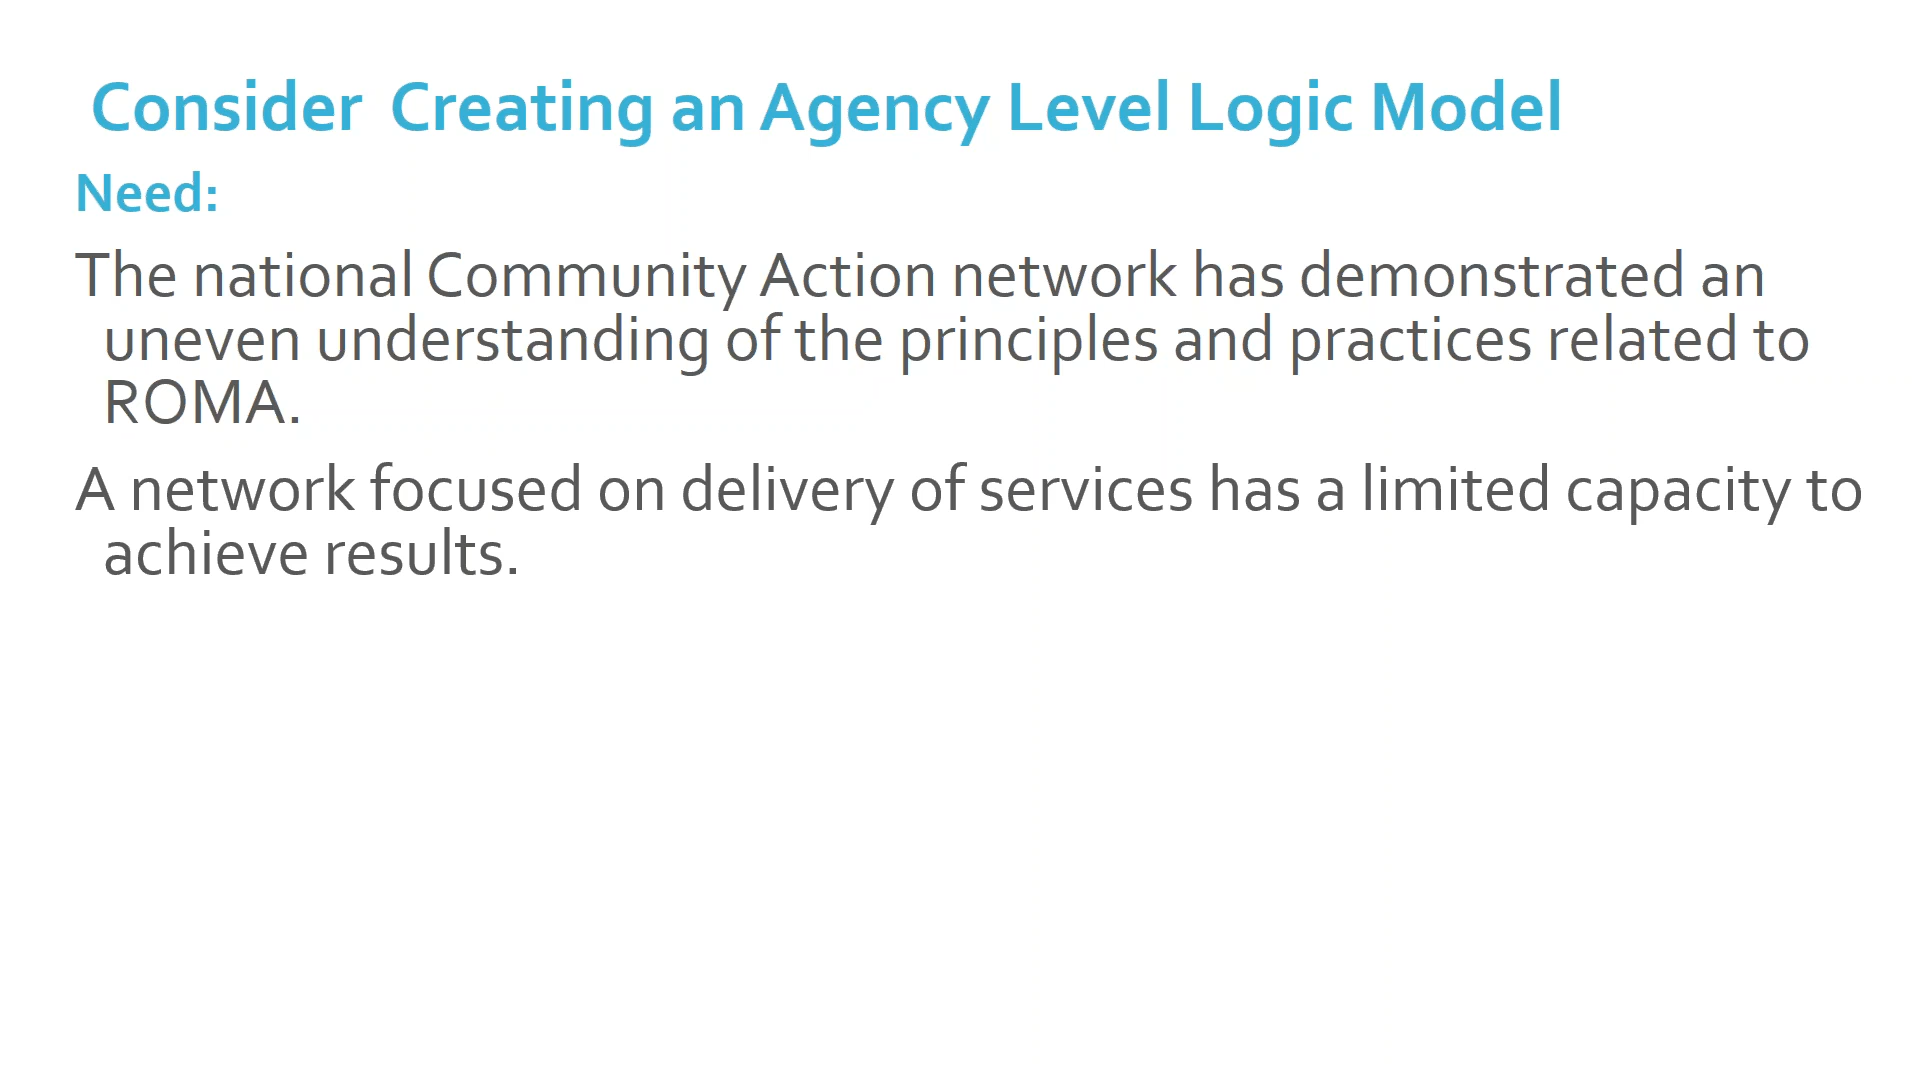 Consider  Creating an Agency Level Logic Model
Need:
The national Community Action network has demonstrated an
uneven understanding of the principles and practices related to
ROMA.
A network focused on delivery of services has a limited capacity to
achieve results.